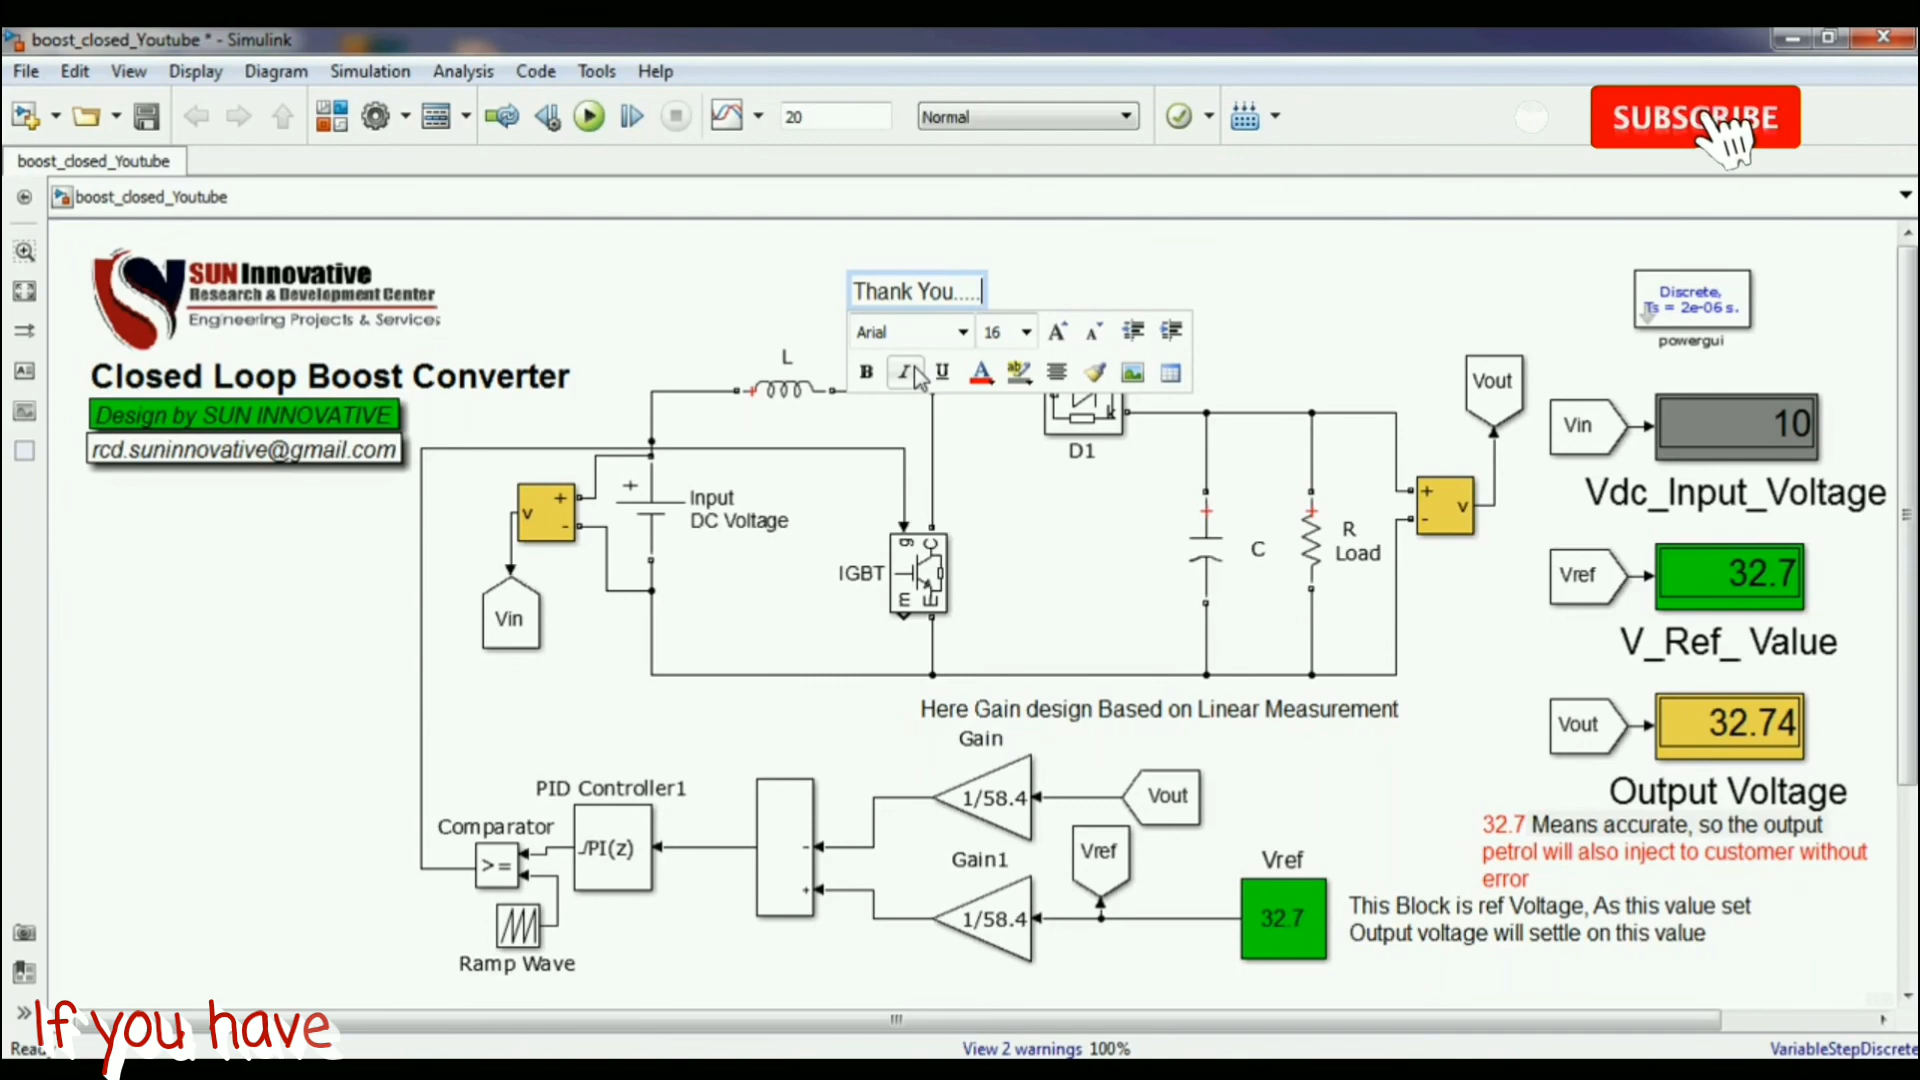 boost_closed_Youtube * - Simulink
File Edit View Display Diagram Simulation Analysis Code Tools Help
20 Normal
SUBSCRIBE
boost_closed_Youtube
boost_closed_Youtube
SUN Innovative
Research & Development Center
Engineering Projects & Services
Closed Loop Boost Converter
Design by SUN INNOVATIVE
rcd.suninnovative@gmail.com
Thank You.....
Arial 16
B I U A
Discrete,
Ts = 2e-06 s.
powergui
L
D1
Vout
Vin
10
Vdc_Input_Voltage
Input
DC Voltage
+
v
+
-
Vin
IGBT
g C
m E
k
C
R
Load
+
-
v
Vref
32.7
V_Ref_ Value
Vout
32.74
Output Voltage
32.7 Means accurate, so the output
petrol will also inject to customer without
error
Here Gain design Based on Linear Measurement
Gain
1/58.4
Vout
PID Controller1
PI(z)
Comparator
>=
Ramp Wave
-
+
Gain1
1/58.4
Vref
Vref
32.7
This Block is ref Voltage, As this value set
Output voltage will settle on this value
If you have
View 2 warnings 100%
VariableStepDiscrete